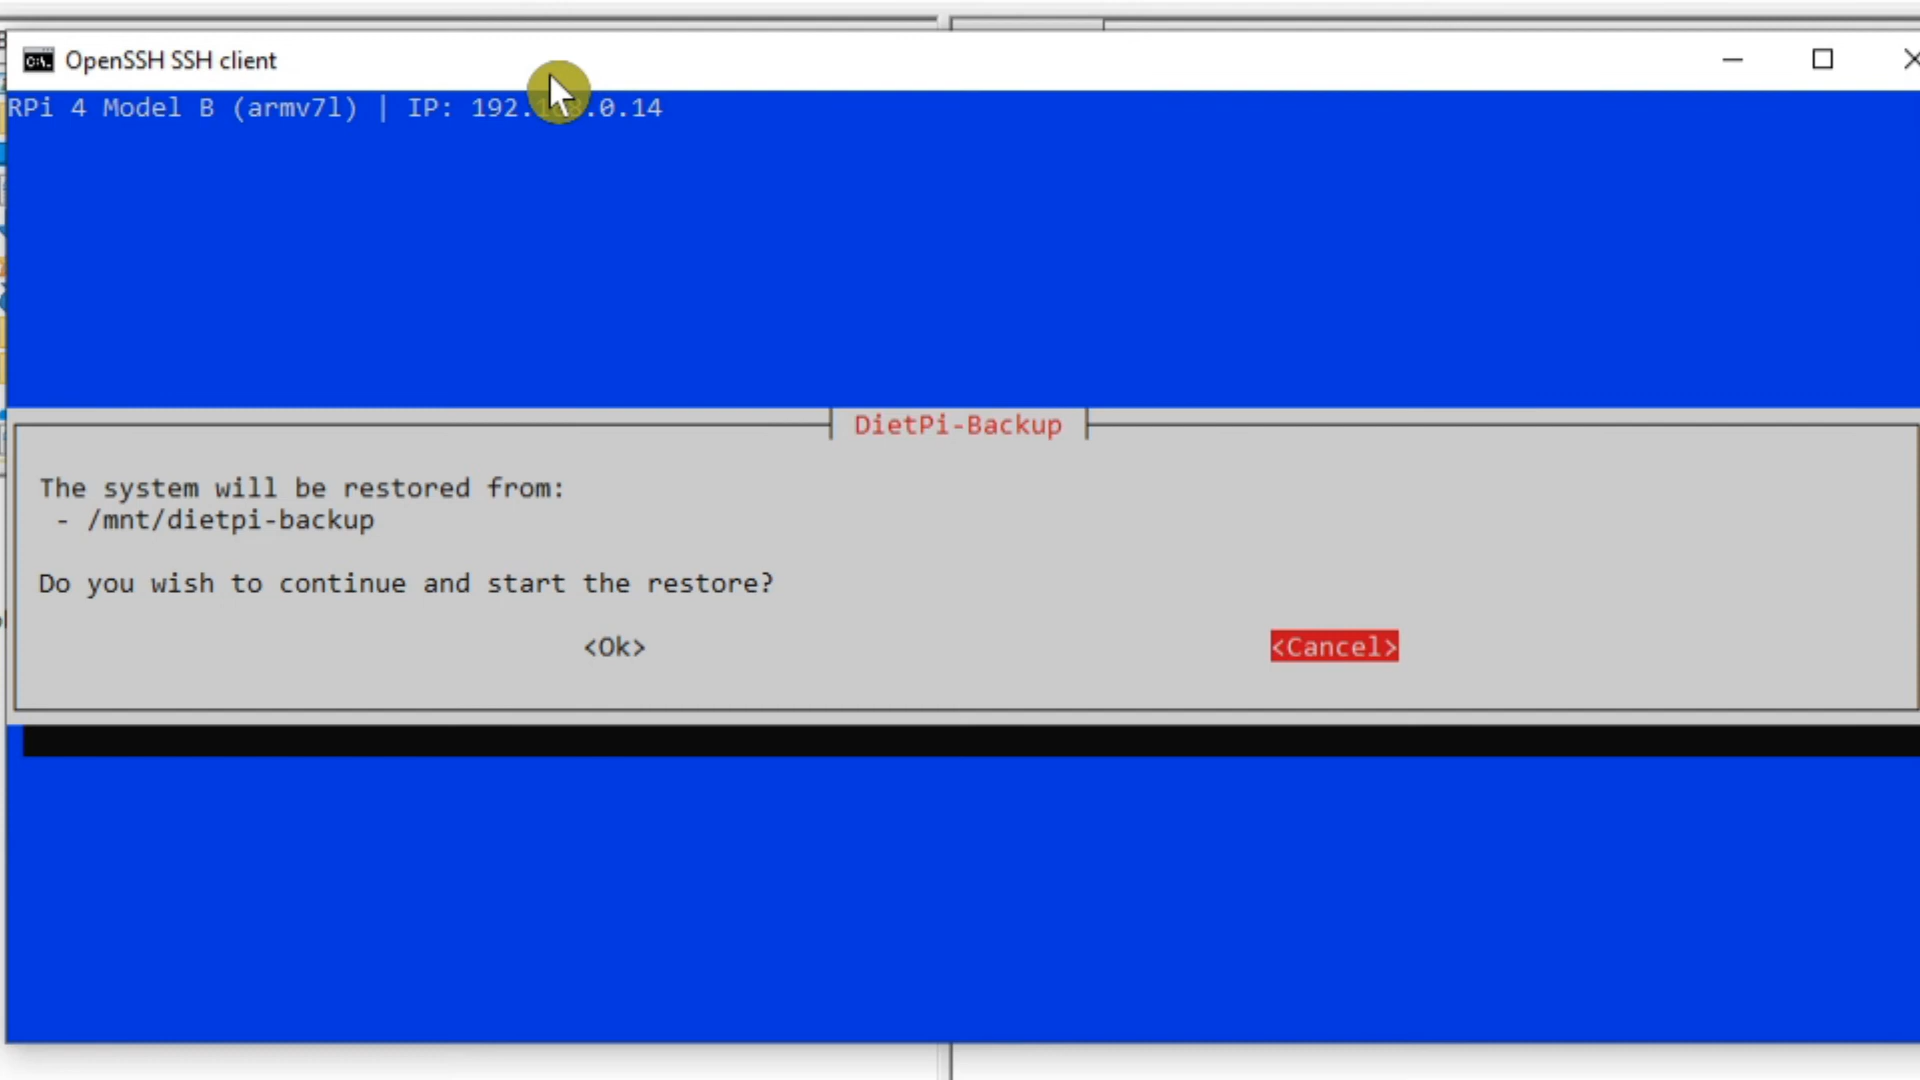 OpenSSH SSH client
RPi 4 Model B (armv7l) | IP: 192. .0.14
DietPi-Backup
The system will be restored from:
- /mnt/dietpi-backup
Do you wish to continue and start the restore?
<Ok>
<Cancel>